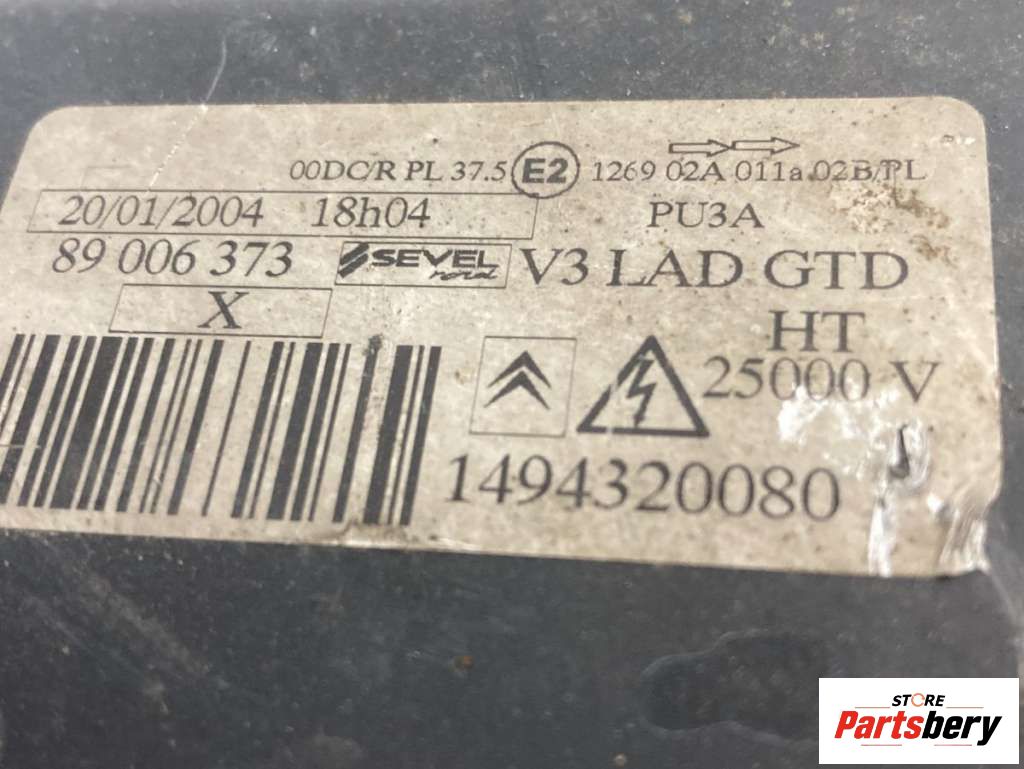 00DC/R PL 37.5 E2 1269 02A 011a.02B/PL
20/01/2004 18h04 PU3A
89 006 373 SEVEL nord V3 LAD GTD
X HT
25000 V
1494320080
STORE
Partsbery